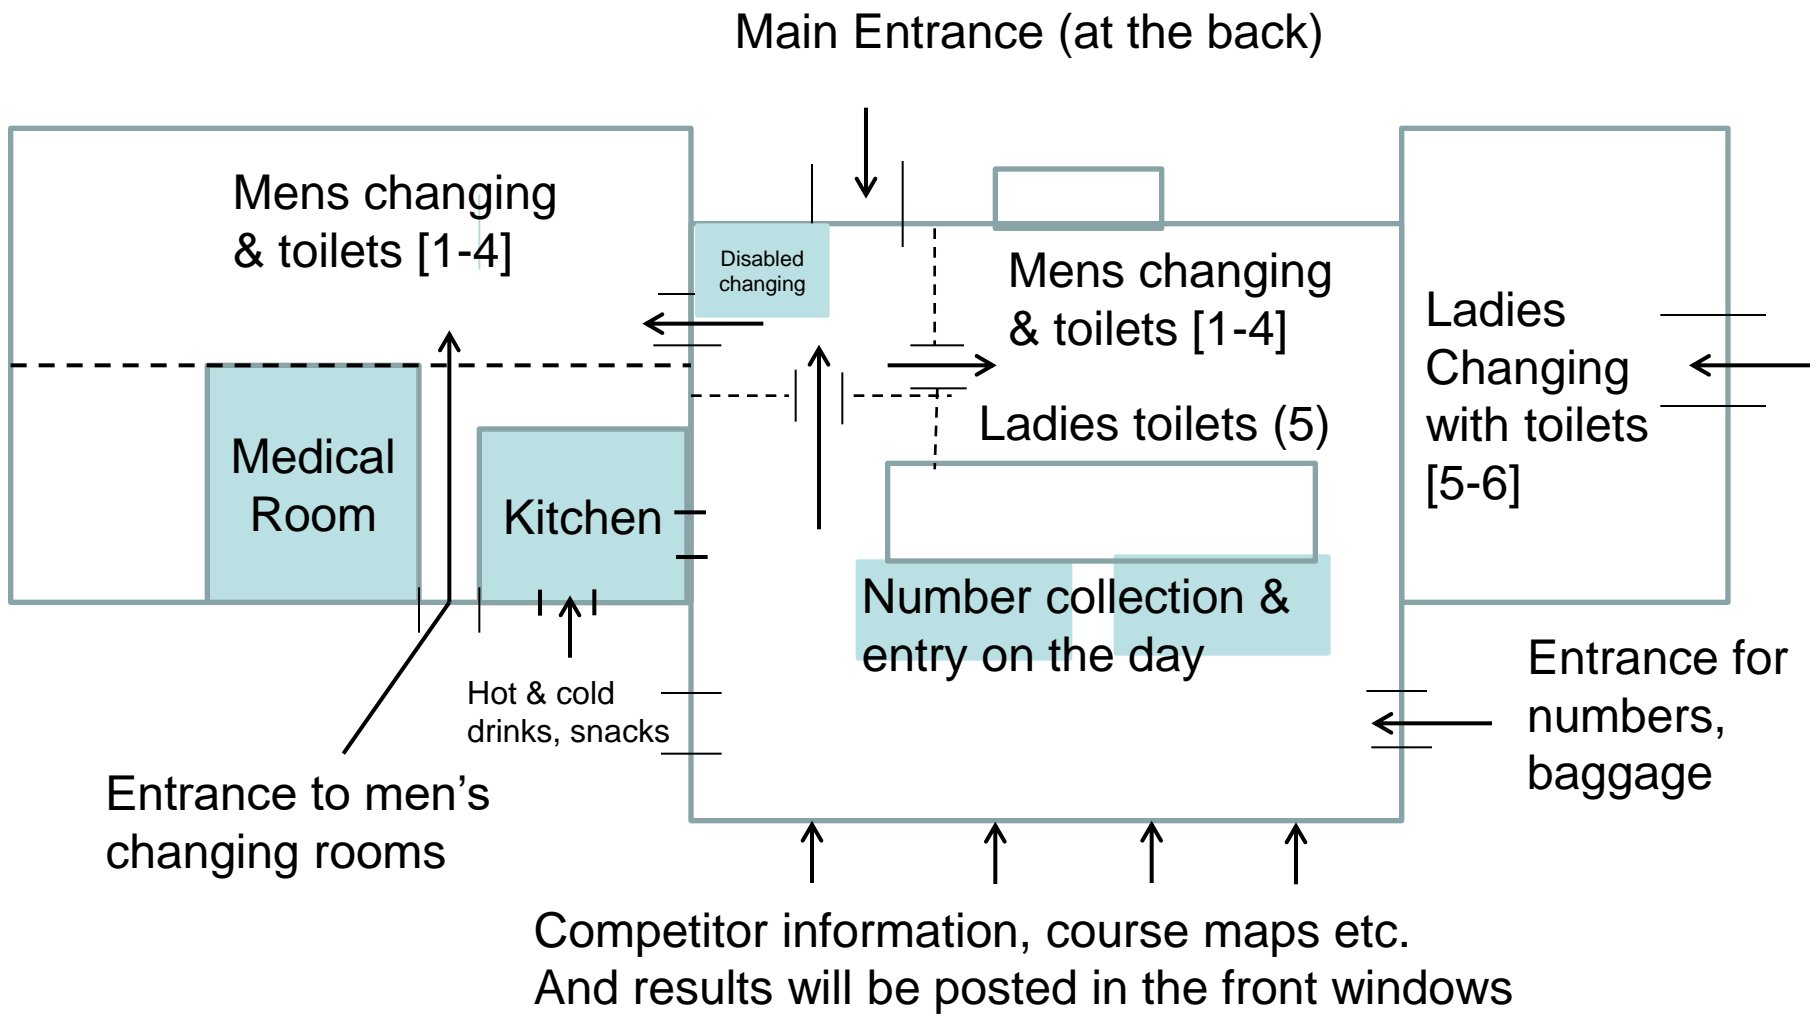 Main Entrance (at the back)
Mens changing
& toilets [1-4]
Disabled
changing
Mens changing
& toilets [1-4]
Ladies
Changing
with toilets
[5-6]
Ladies toilets (5)
Medical
Room
Kitchen
Number collection &
entry on the day
Hot & cold
drinks, snacks
Entrance for
numbers,
baggage
Entrance to men’s
changing rooms
Competitor information, course maps etc.
And results will be posted in the front windows